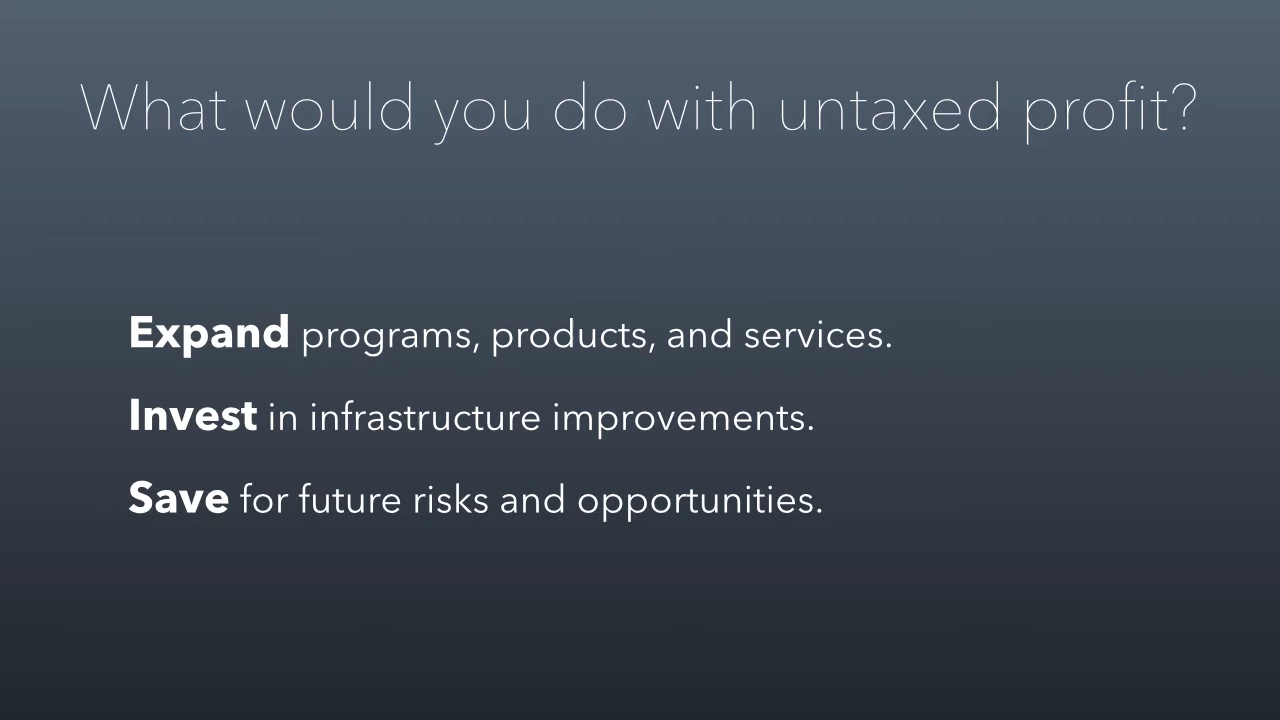 What would you do with untaxed profit?
Expand programs, products, and services.
Invest in infrastructure improvements.
Save for future risks and opportunities.